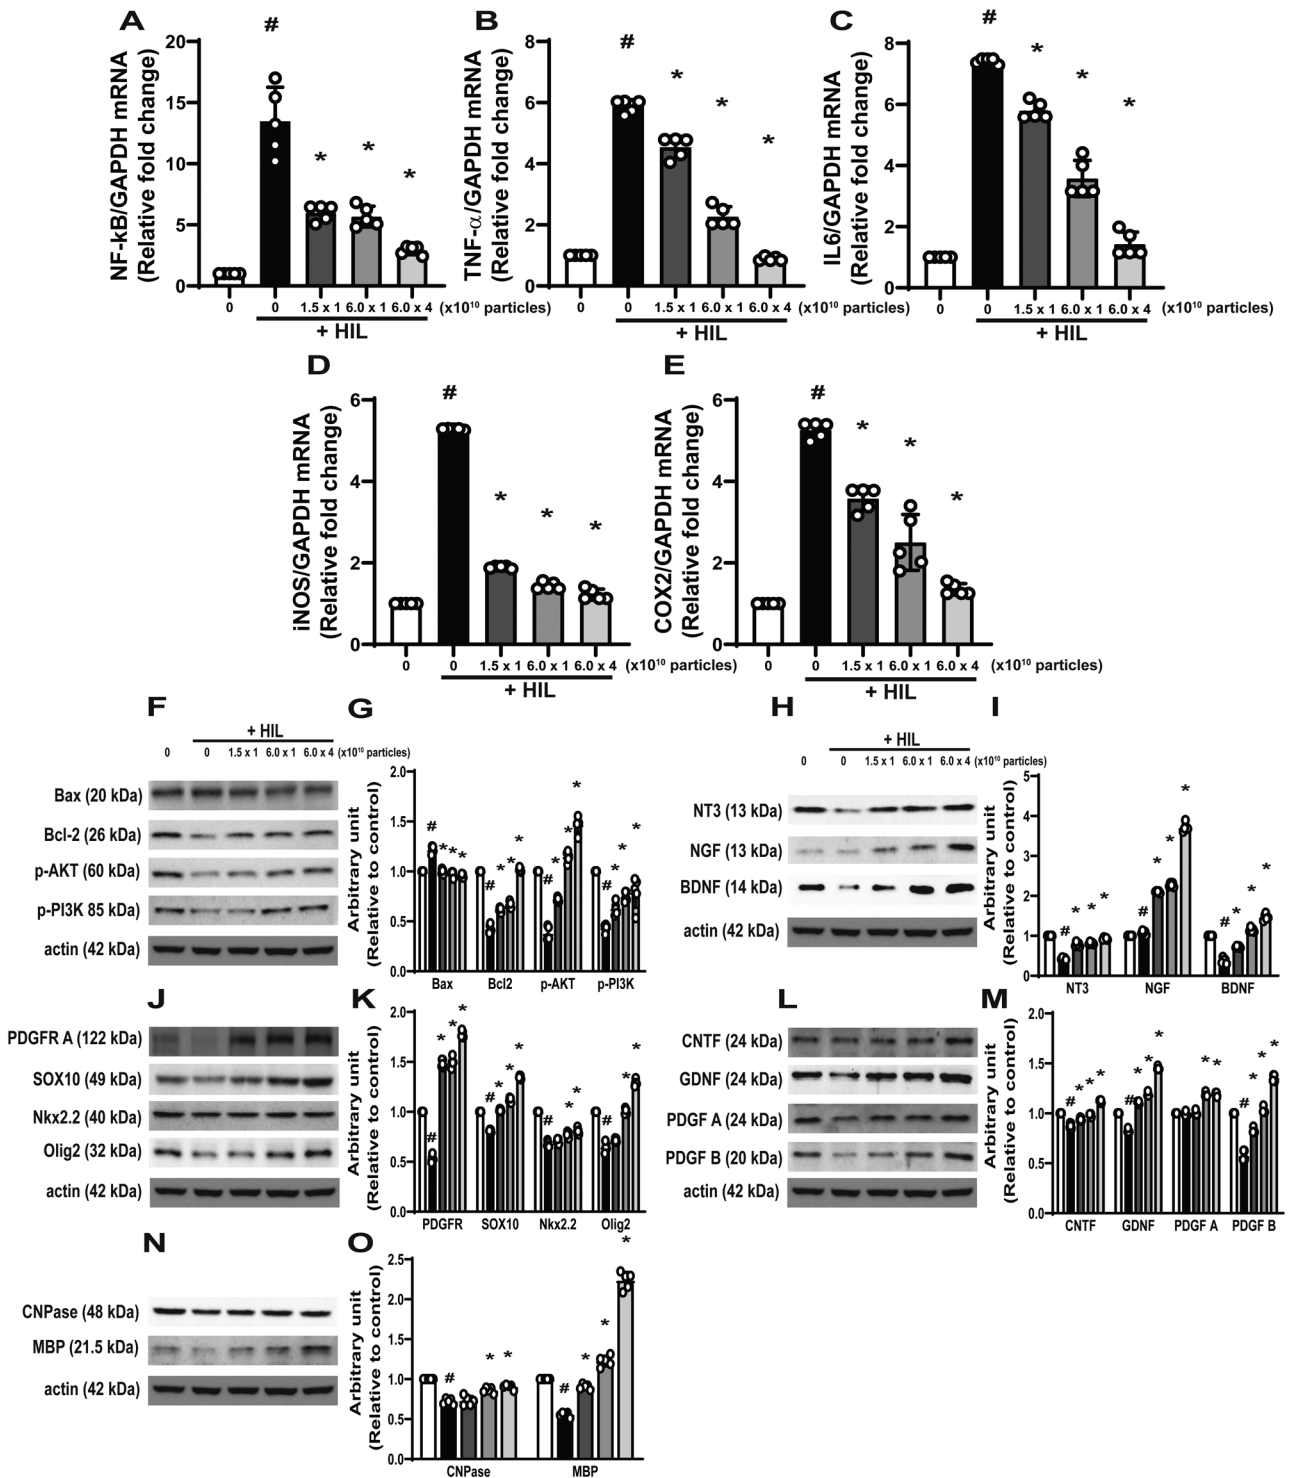 A
B
C
NF-kB/GAPDH mRNA
(Relative fold change)
20
15
10
5
0
#
*
*
*
0
0
1.5 x 1
6.0 x 1
6.0 x 4
(x10¹⁰ particles)
+ HIL
TNF-α/GAPDH mRNA
(Relative fold change)
8
6
4
2
0
#
*
*
*
0
0
1.5 x 1
6.0 x 1
6.0 x 4
(x10¹⁰ particles)
+ HIL
IL6/GAPDH mRNA
(Relative fold change)
8
6
4
2
0
#
*
*
*
0
0
1.5 x 1
6.0 x 1
6.0 x 4
(x10¹⁰ particles)
+ HIL
D
E
iNOS/GAPDH mRNA
(Relative fold change)
6
4
2
0
#
*
*
*
0
0
1.5 x 1
6.0 x 1
6.0 x 4
(x10¹⁰ particles)
+ HIL
COX2/GAPDH mRNA
(Relative fold change)
6
4
2
0
#
*
*
*
0
0
1.5 x 1
6.0 x 1
6.0 x 4
(x10¹⁰ particles)
+ HIL
F
+ HIL
0
0
1.5 x 1
6.0 x 1
6.0 x 4
(x10¹⁰ particles)
Bax (20 kDa)
Bcl-2 (26 kDa)
p-AKT (60 kDa)
p-PI3K 85 kDa)
actin (42 kDa)
G
Arbitrary unit
(Relative to control)
2.0
1.5
1.0
0.5
0.0
# * * *
# * * *
# * * *
# * * *
Bax
Bcl2
p-AKT
p-PI3K
H
+ HIL
0
0
1.5 x 1
6.0 x 1
6.0 x 4
(x10¹⁰ particles)
NT3 (13 kDa)
NGF (13 kDa)
BDNF (14 kDa)
actin (42 kDa)
I
Arbitrary unit
(Relative to control)
5
4
3
2
1
0
# * * *
# * * *
# * * *
NT3
NGF
BDNF
J
PDGFR A (122 kDa)
SOX10 (49 kDa)
Nkx2.2 (40 kDa)
Olig2 (32 kDa)
actin (42 kDa)
K
Arbitrary unit
(Relative to control)
2.0
1.5
1.0
0.5
0.0
# * * *
# * * *
# * *
# * *
PDGFR
SOX10
Nkx2.2
Olig2
L
CNTF (24 kDa)
GDNF (24 kDa)
PDGF A (24 kDa)
PDGF B (20 kDa)
actin (42 kDa)
M
Arbitrary unit
(Relative to control)
2.0
1.5
1.0
0.5
0.0
# * * *
# * * *
* *
# * * *
CNTF
GDNF
PDGF A
PDGF B
N
CNPase (48 kDa)
MBP (21.5 kDa)
actin (42 kDa)
O
Arbitrary unit
(Relative to control)
2.5
2.0
1.5
1.0
0.5
0.0
# * *
# * * *
CNPase
MBP